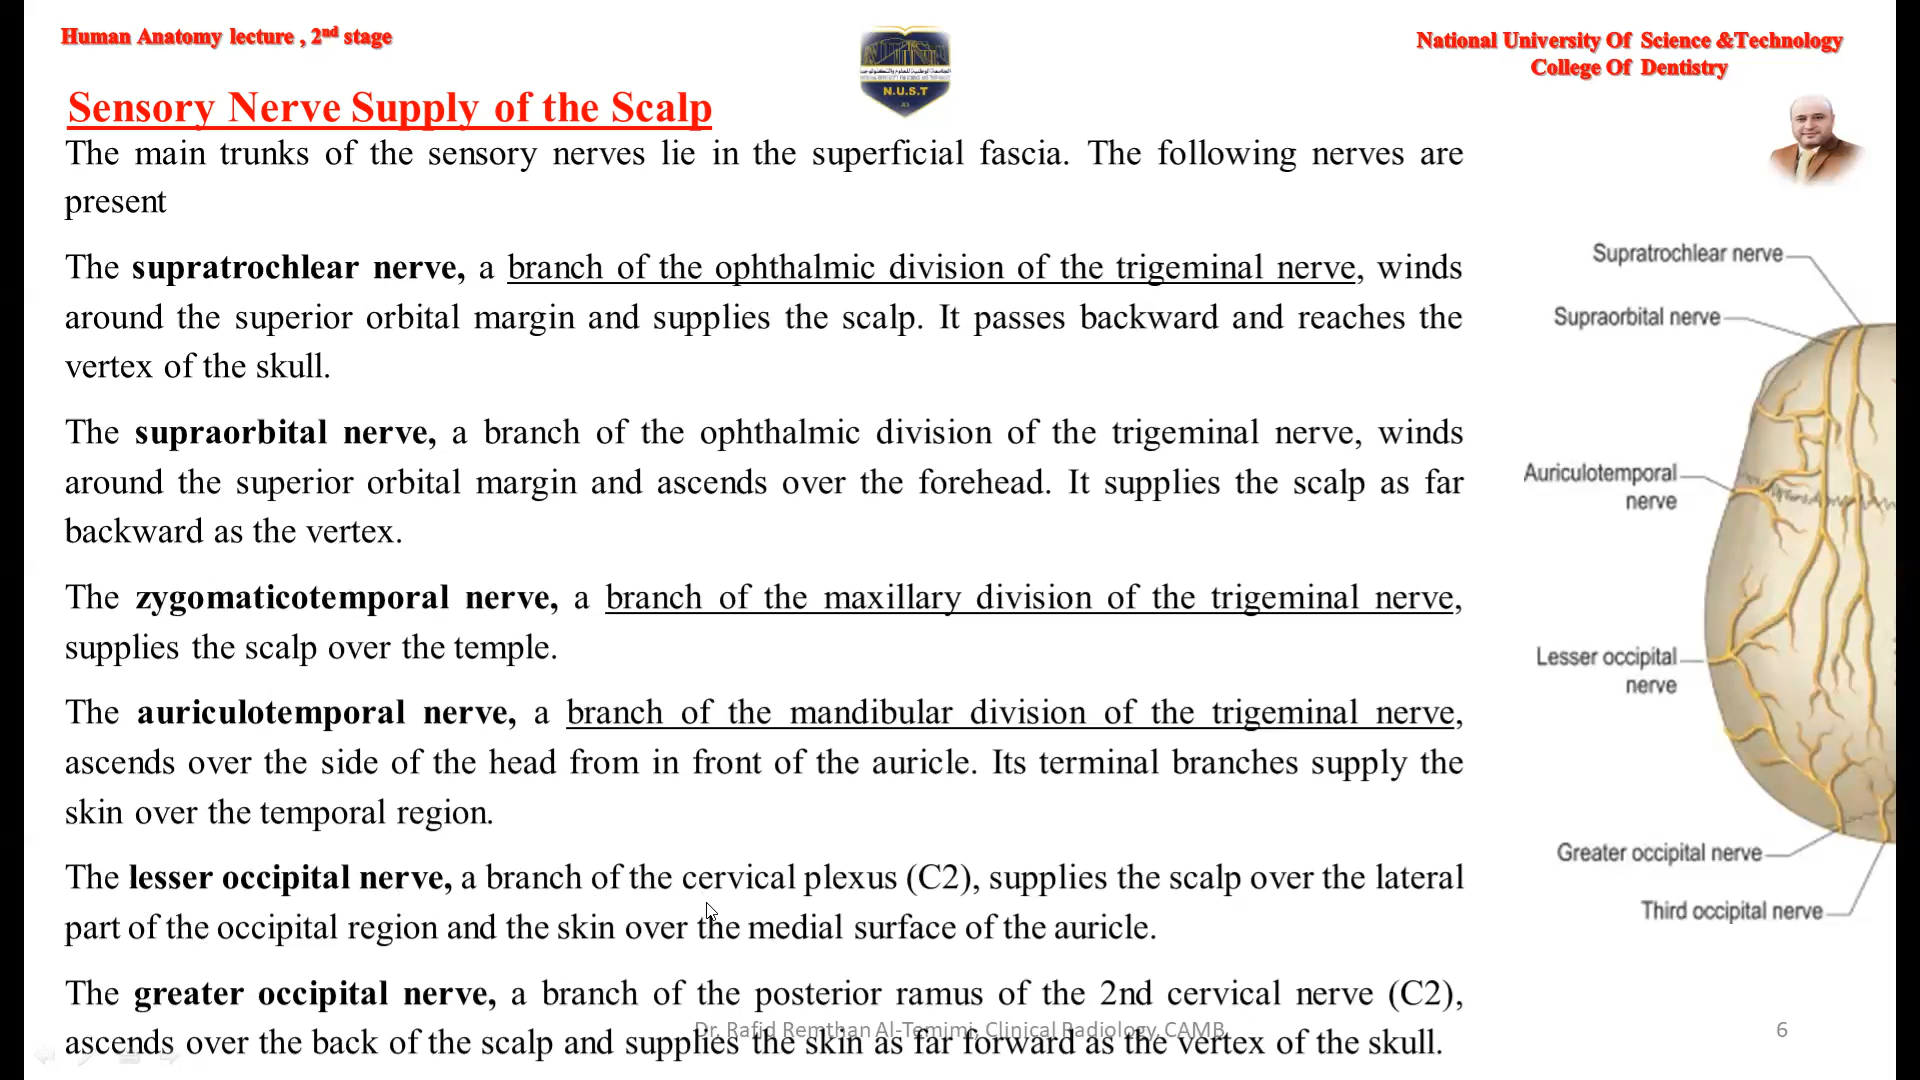 Human Anatomy lecture , 2nd stage
National University Of Science &Technology
College Of Dentistry
N.U.S.T
Sensory Nerve Supply of the Scalp
The main trunks of the sensory nerves lie in the superficial fascia. The following nerves are
present
The supratrochlear nerve, a branch of the ophthalmic division of the trigeminal nerve, winds
around the superior orbital margin and supplies the scalp. It passes backward and reaches the
vertex of the skull.
The supraorbital nerve, a branch of the ophthalmic division of the trigeminal nerve, winds
around the superior orbital margin and ascends over the forehead. It supplies the scalp as far
backward as the vertex.
The zygomaticotemporal nerve, a branch of the maxillary division of the trigeminal nerve,
supplies the scalp over the temple.
The auriculotemporal nerve, a branch of the mandibular division of the trigeminal nerve,
ascends over the side of the head from in front of the auricle. Its terminal branches supply the
skin over the temporal region.
The lesser occipital nerve, a branch of the cervical plexus (C2), supplies the scalp over the lateral
part of the occipital region and the skin over the medial surface of the auricle.
The greater occipital nerve, a branch of the posterior ramus of the 2nd cervical nerve (C2),
ascends over the back of the scalp and supplies the skin as far forward as the vertex of the skull.
Supratrochlear nerve
Supraorbital nerve
Auriculotemporal
nerve
Lesser occipital
nerve
Greater occipital nerve
Third occipital nerve
Dr. Rafid Remthan Al-Temimi, Clinical Radiology, CAMB
6